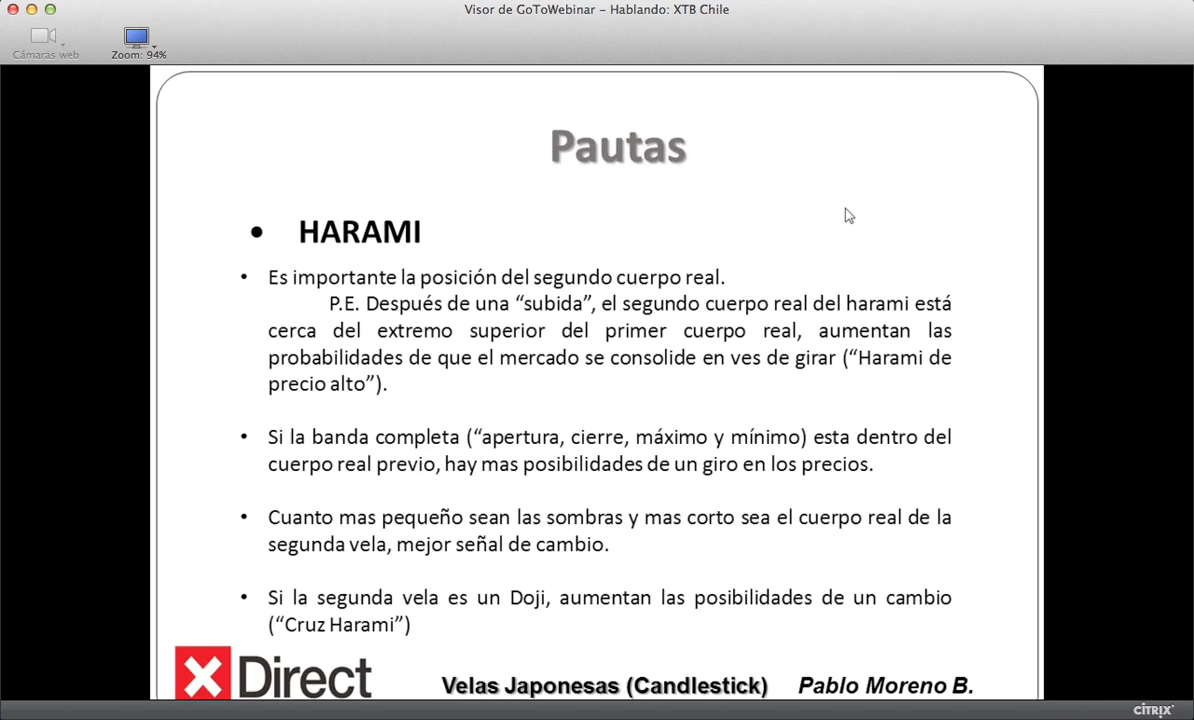 Visor de GoToWebinar – Hablando: XTB Chile
Cámaras web
Zoom: 94%
Pautas
• HARAMI
• Es importante la posición del segundo cuerpo real.
P.E. Después de una “subida”, el segundo cuerpo real del harami está
cerca del extremo superior del primer cuerpo real, aumentan las
probabilidades de que el mercado se consolide en ves de girar (“Harami de
precio alto”).
• Si la banda completa (“apertura, cierre, máximo y mínimo) esta dentro del
cuerpo real previo, hay mas posibilidades de un giro en los precios.
• Cuanto mas pequeño sean las sombras y mas corto sea el cuerpo real de la
segunda vela, mejor señal de cambio.
• Si la segunda vela es un Doji, aumentan las posibilidades de un cambio
(“Cruz Harami”)
X Direct
Velas Japonesas (Candlestick) Pablo Moreno B.
CITRIX